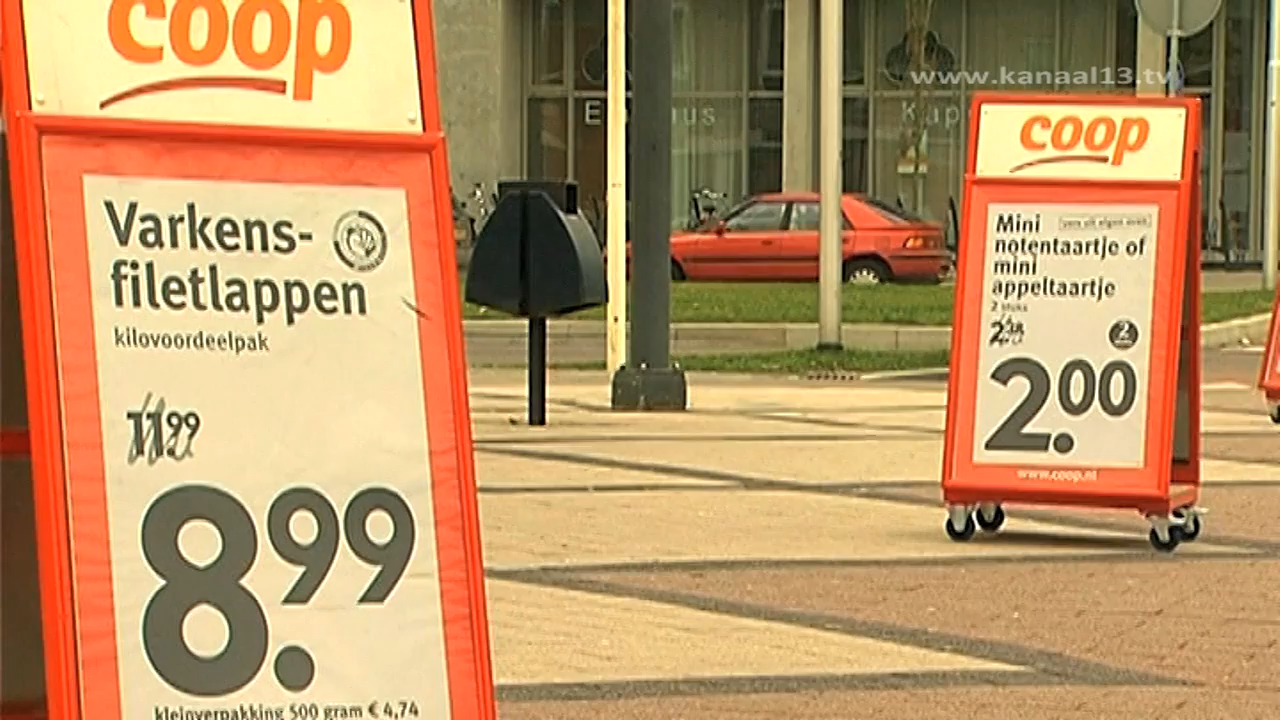 coop
Varkens-
filetlappen
kilovoordeelpak
11.99
8.99
kleinverpakking 500 gram € 4,74
www.kanaal13.tv
coop
Mini
notentaartje of
mini
appeltaartje
2 stuks
2
2.00
www.coop.nl